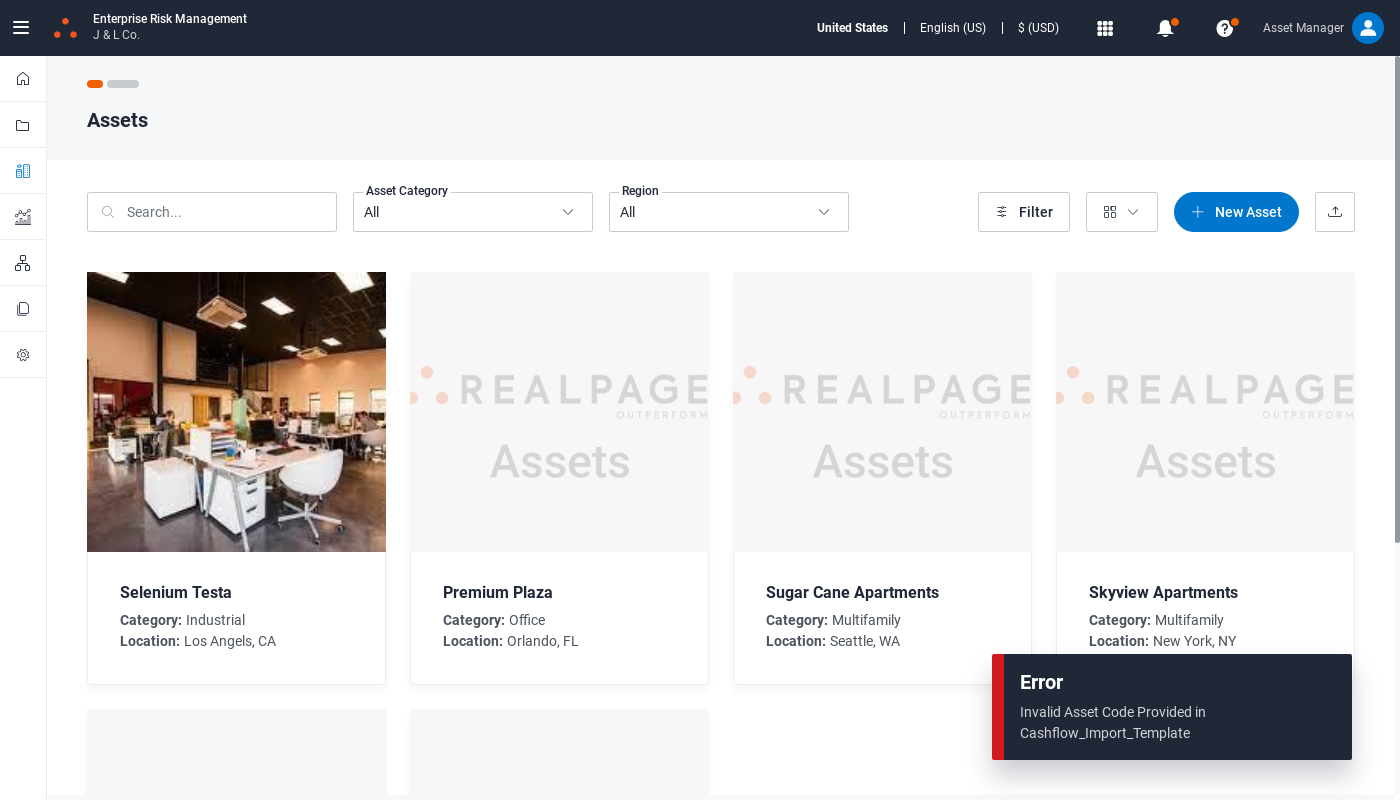 Enterprise Risk Management
J & L Co.
United States
English (US)
$ (USD)
Asset Manager
Assets
Search...
Asset Category
All
Region
All
Filter
New Asset
REALPAGE
OUTPERFORM
Assets
REALPAGE
OUTPERFORM
Assets
REALPAGE
OUTPERFORM
Assets
Selenium Testa
Category: Industrial
Location: Los Angels, CA
Premium Plaza
Category: Office
Location: Orlando, FL
Sugar Cane Apartments
Category: Multifamily
Location: Seattle, WA
Skyview Apartments
Category: Multifamily
Location: New York, NY
Error
Invalid Asset Code Provided in
Cashflow_Import_Template